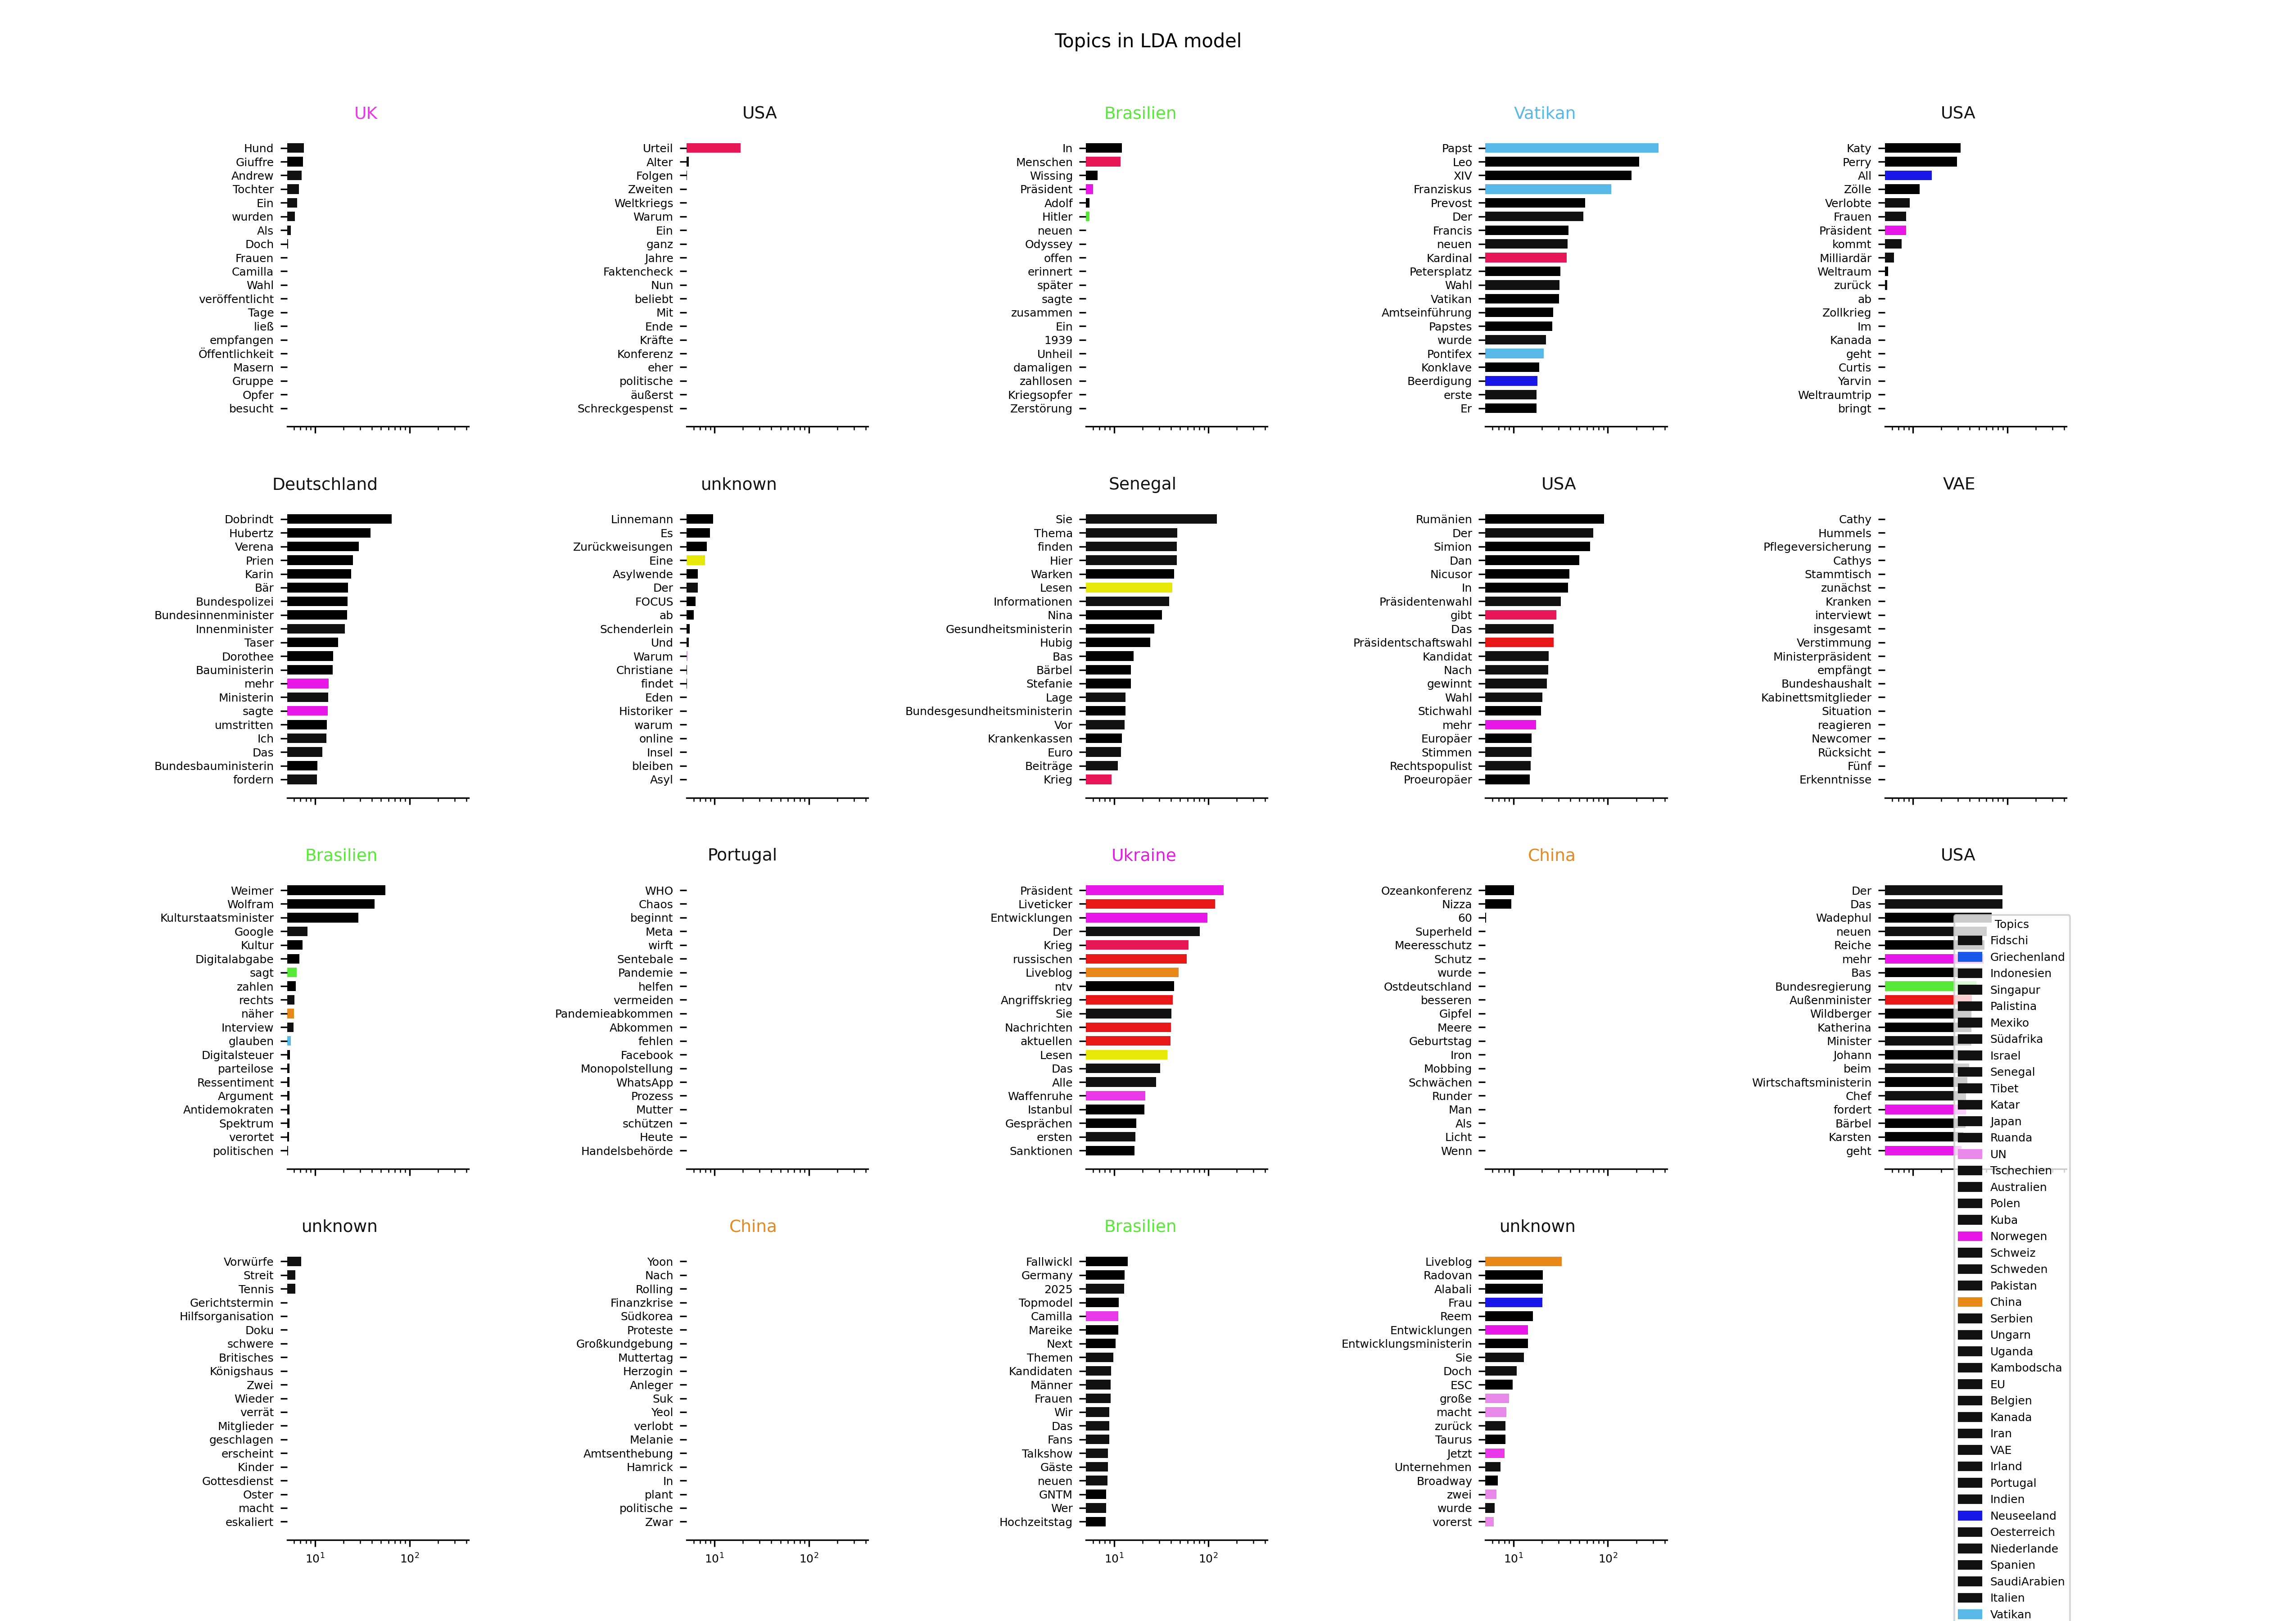 Topics in LDA model
UK
Hund
Giuffre
Andrew
Tochter
Ein
wurden
Als
Doch
Frauen
Camilla
Wahl
veröffentlicht
Tage
ließ
empfangen
Öffentlichkeit
Masern
Gruppe
Opfer
besucht
USA
Urteil
Alter
Folgen
Zweiten
Weltkriegs
Warum
Ein
ganz
Jahre
Faktencheck
Nun
beliebt
Mit
Ende
Kräfte
Konferenz
eher
politische
äußerst
Schreckgespenst
Brasilien
In
Menschen
Wissing
Präsident
Adolf
Hitler
neuen
Odyssey
offen
erinnert
später
sagte
zusammen
Ein
1939
Unheil
damaligen
zahllosen
Kriegsopfer
Zerstörung
Vatikan
Papst
Leo
XIV
Franziskus
Prevost
Der
Francis
neuen
Kardinal
Petersplatz
Wahl
Vatikan
Amtseinführung
Papstes
wurde
Pontifex
Konklave
Beerdigung
erste
Er
USA
Katy
Perry
All
Zölle
Verlobte
Frauen
Präsident
kommt
Milliardär
Weltraum
zurück
ab
Zollkrieg
Im
Kanada
geht
Curtis
Yarvin
Weltraumtrip
bringt
Deutschland
Dobrindt
Hubertz
Verena
Prien
Karin
Bär
Bundespolizei
Bundesinnenminister
Innenminister
Taser
Dorothee
Bauministerin
mehr
Ministerin
sagte
umstritten
Ich
Das
Bundesbauministerin
fordern
unknown
Linnemann
Es
Zurückweisungen
Eine
Asylwende
Der
FOCUS
ab
Schenderlein
Und
Warum
Christiane
findet
Eden
Historiker
warum
online
Insel
bleiben
Asyl
Senegal
Sie
Thema
finden
Hier
Warken
Lesen
Informationen
Nina
Gesundheitsministerin
Hubig
Bas
Bärbel
Stefanie
Lage
Bundesgesundheitsministerin
Vor
Krankenkassen
Euro
Beiträge
Krieg
USA
Rumänien
Der
Simion
Dan
Nicusor
In
Präsidentenwahl
gibt
Das
Präsidentschaftswahl
Kandidat
Nach
gewinnt
Wahl
Stichwahl
mehr
Europäer
Stimmen
Rechtspopulist
Proeuropäer
VAE
Cathy
Hummels
Pflegeversicherung
Cathys
Stammtisch
zunächst
Kranken
interviewt
insgesamt
Verstimmung
Ministerpräsident
empfängt
Bundeshaushalt
Kabinettsmitglieder
Situation
reagieren
Newcomer
Rücksicht
Fünf
Erkenntnisse
Brasilien
Weimer
Wolfram
Kulturstaatsminister
Google
Kultur
Digitalabgabe
sagt
zahlen
rechts
näher
Interview
glauben
Digitalsteuer
parteilose
Ressentiment
Argument
Antidemokraten
Spektrum
verortet
politischen
Portugal
WHO
Chaos
beginnt
Meta
wirft
Sentebale
Pandemie
helfen
vermeiden
Pandemieabkommen
Abkommen
fehlen
Facebook
Monopolstellung
WhatsApp
Prozess
Mutter
schützen
Heute
Handelsbehörde
Ukraine
Präsident
Liveticker
Entwicklungen
Der
Krieg
russischen
Liveblog
ntv
Angriffskrieg
Sie
Nachrichten
aktuellen
Lesen
Das
Alle
Waffenruhe
Istanbul
Gesprächen
ersten
Sanktionen
China
Ozeankonferenz
Nizza
60
Superheld
Meeresschutz
Schutz
wurde
Ostdeutschland
besseren
Gipfel
Meere
Geburtstag
Iron
Mobbing
Schwächen
Runder
Man
Als
Licht
Wenn
USA
Der
Das
Wadephul
neuen
Reiche
mehr
Bas
Bundesregierung
Außenminister
Wildberger
Katherina
Minister
Johann
beim
Wirtschaftsministerin
Chef
fordert
Bärbel
Karsten
geht
unknown
Vorwürfe
Streit
Tennis
Gerichtstermin
Hilfsorganisation
Doku
schwere
Britisches
Königshaus
Zwei
Wieder
verrät
Mitglieder
geschlagen
erscheint
Kinder
Gottesdienst
Oster
macht
eskaliert
10¹ 10²
China
Yoon
Nach
Rolling
Finanzkrise
Südkorea
Proteste
Großkundgebung
Muttertag
Herzogin
Anleger
Suk
Yeol
verlobt
Melanie
Amtsenthebung
Hamrick
In
plant
politische
Zwar
10¹ 10²
Brasilien
Fallwickl
Germany
2025
Topmodel
Camilla
Mareike
Next
Themen
Kandidaten
Männer
Frauen
Wir
Das
Fans
Talkshow
Gäste
neuen
GNTM
Wer
Hochzeitstag
10¹ 10²
unknown
Liveblog
Radovan
Alabali
Frau
Reem
Entwicklungen
Entwicklungsministerin
Sie
Doch
ESC
große
macht
zurück
Taurus
Jetzt
Unternehmen
Broadway
zwei
wurde
vorerst
10¹ 10²
Topics
Fidschi
Griechenland
Indonesien
Singapur
Palistina
Mexiko
Südafrika
Israel
Senegal
Tibet
Katar
Japan
Ruanda
UN
Tschechien
Australien
Polen
Kuba
Norwegen
Schweiz
Schweden
Pakistan
China
Serbien
Ungarn
Uganda
Kambodscha
EU
Belgien
Kanada
Iran
VAE
Irland
Portugal
Indien
Neuseeland
Oesterreich
Niederlande
Spanien
SaudiArabien
Italien
Vatikan